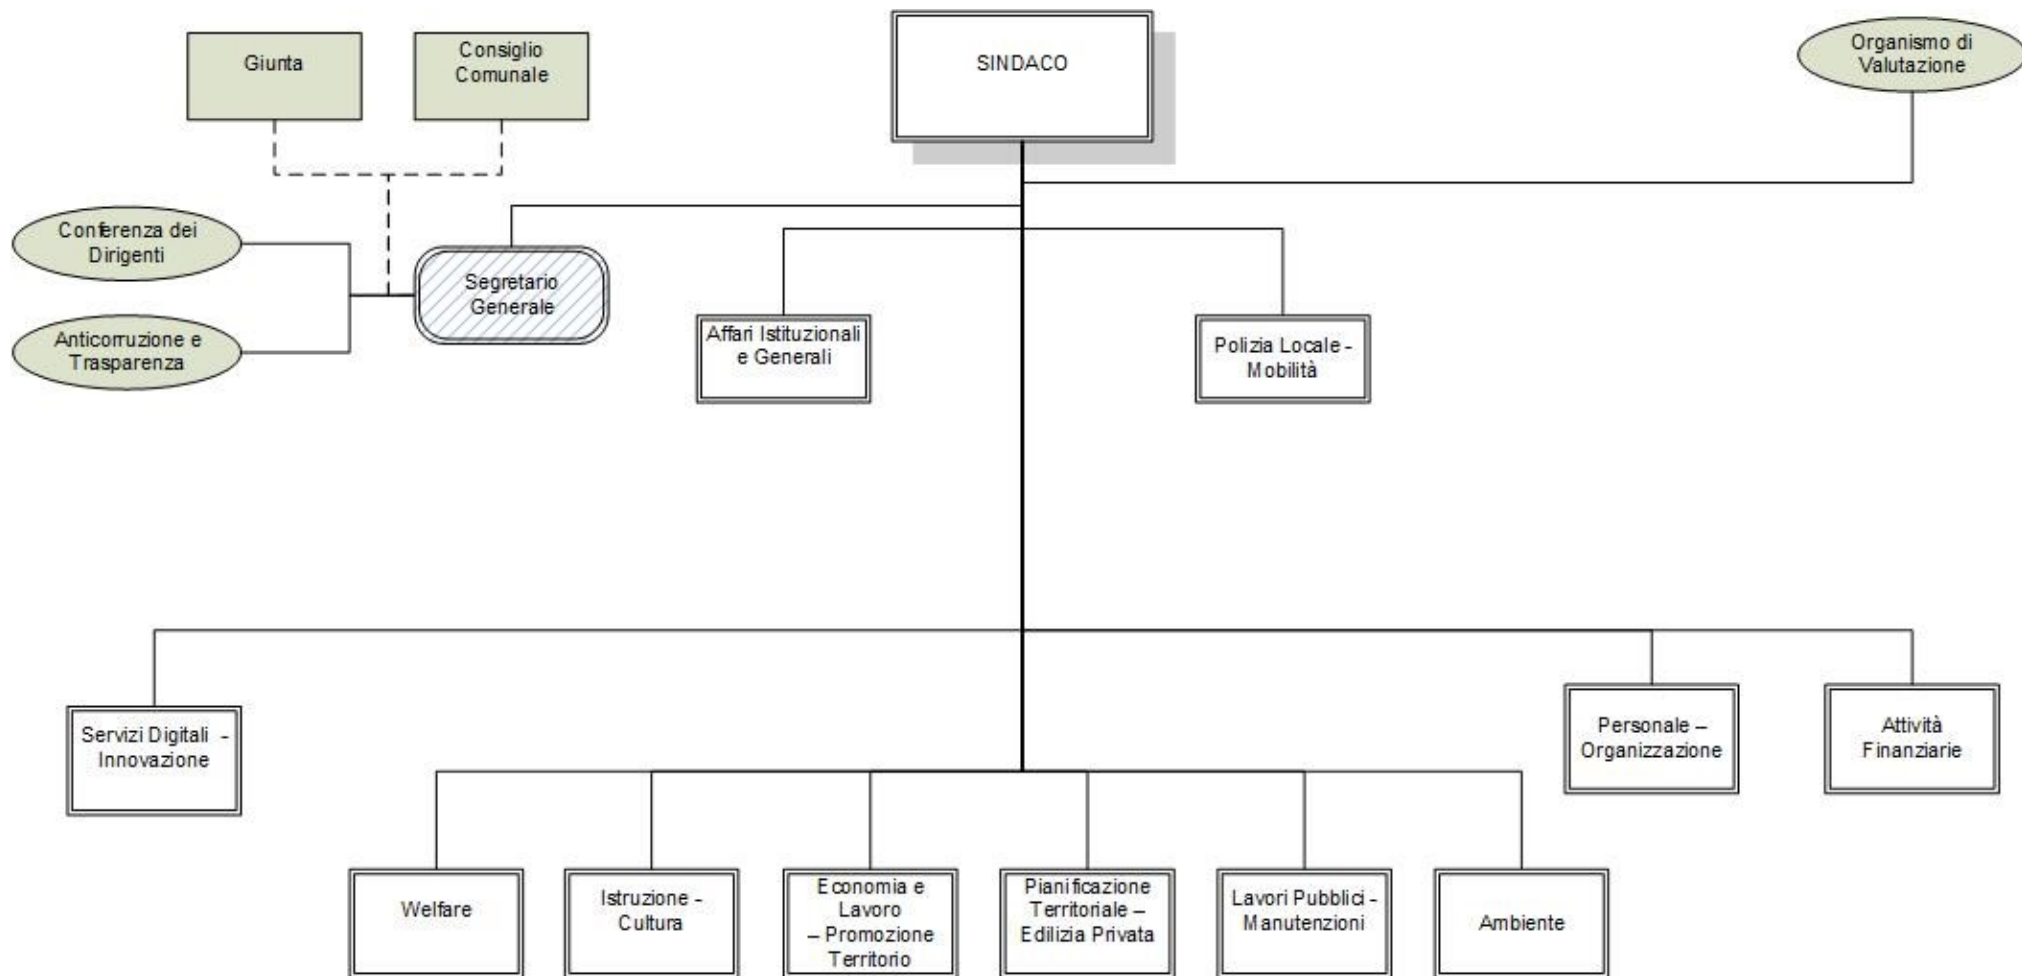 Giunta
Consiglio
Comunale
SINDACO
Organismo di
Valutazione
Conferenza dei
Dirigenti
Segretario
Generale
Anticorruzione e
Trasparenza
Affari Istituzionali
e Generali
Polizia Locale -
Mobilità
Servizi Digitali -
Innovazione
Personale –
Organizzazione
Attività
Finanziarie
Welfare
Istruzione -
Cultura
Economia e
Lavoro
– Promozione
Territorio
Pianificazione
Territoriale –
Edilizia Privata
Lavori Pubblici -
Manutenzioni
Ambiente